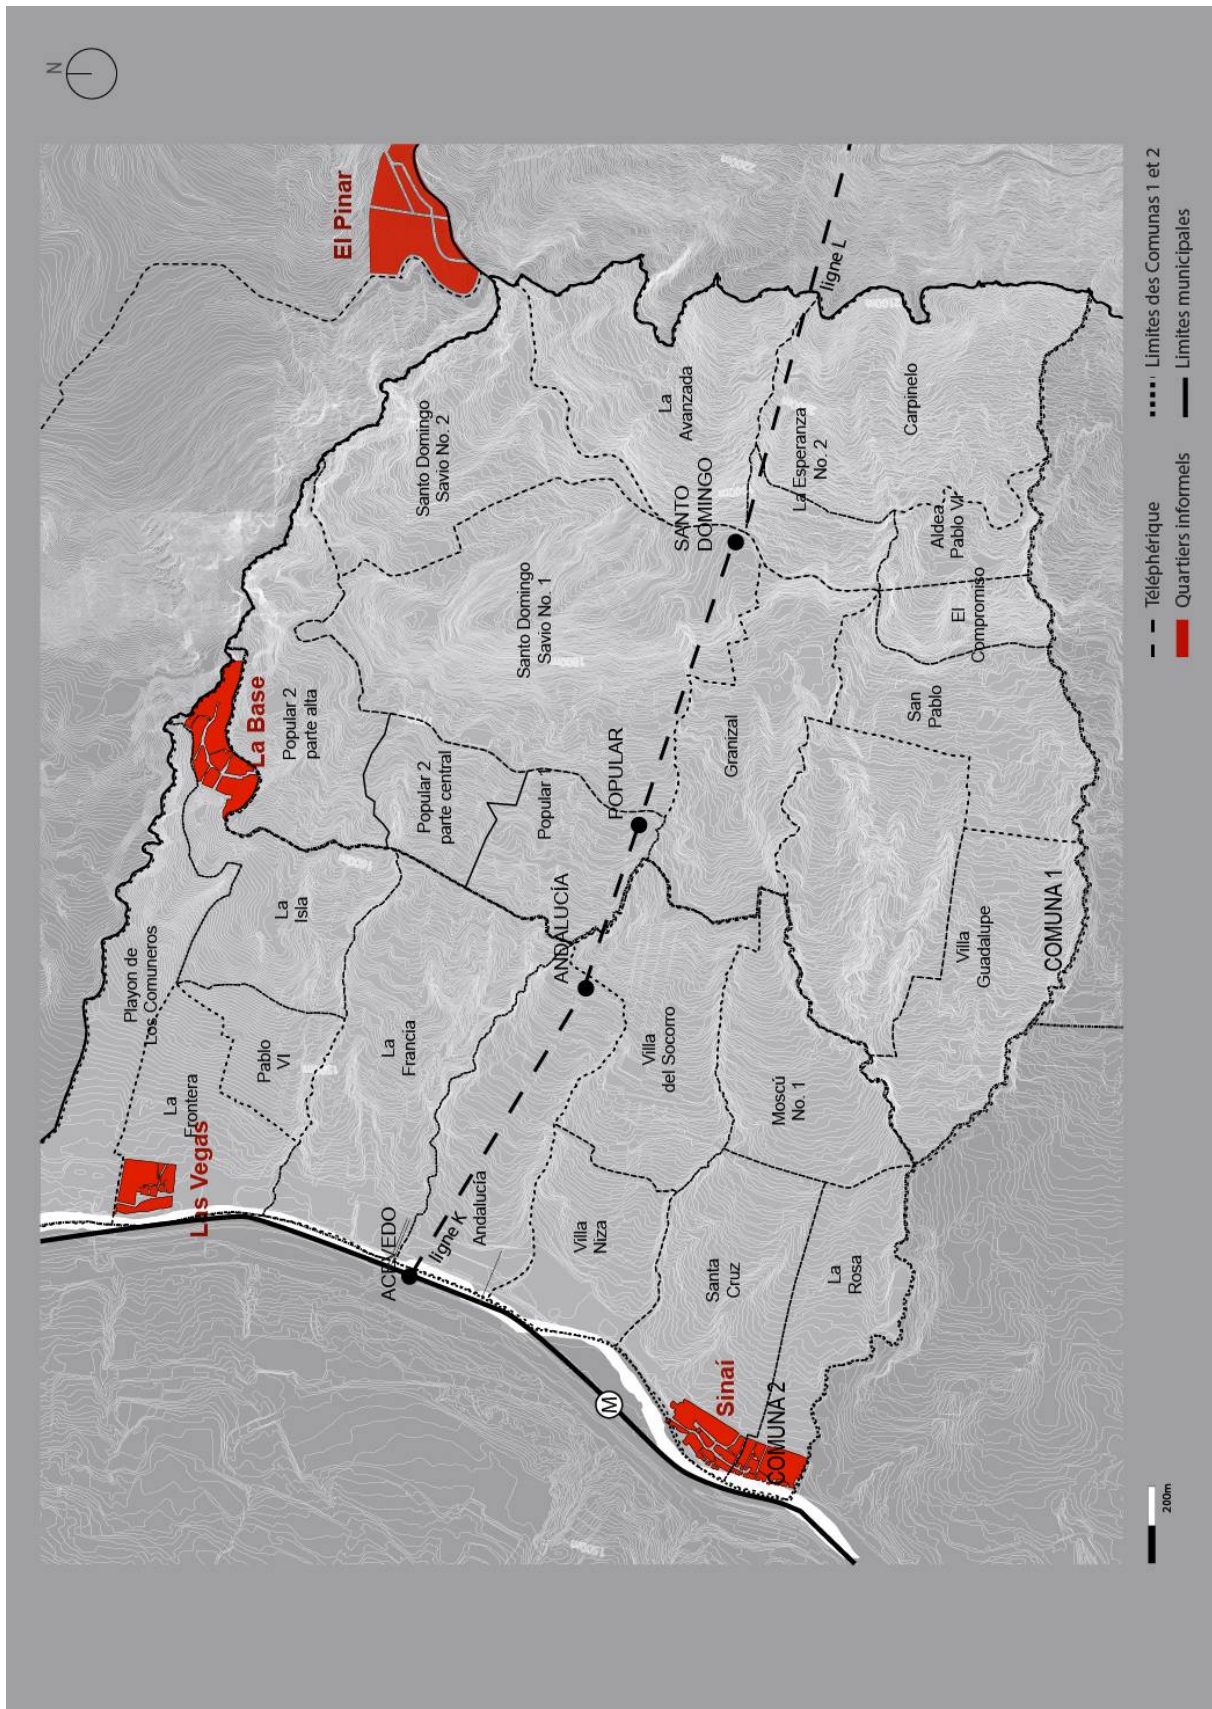 N
El Pinar
Santo Domingo
Savio No. 2
La
Avanzada
ligne L
La Esperanza
No. 2
Carpinelo
SANTO
DOMINGO
Aldea
Pablo VI
El
Compromiso
Santo Domingo
Savio No. 1
1800m
La Base
Popular 2
parte alta
Popular 2
parte central
Popular 1
POPULAR
Granizal
San
Pablo
La
Isla
ANDALUCÍA
Villa
Guadalupe
COMUNA 1
Playon de
Los Comuneros
Pablo
VI
La
Francia
Villa
del Socorro
Moscú
No. 1
La
Frontera
Las Vegas
ACEVEDO
ligne K
Andalucía
Villa
Niza
Santa
Cruz
La
Rosa
M
Sinaí
COMUNA 2
Téléphérique
Quartiers informels
Limites des Comunas 1 et 2
Limites municipales
200m